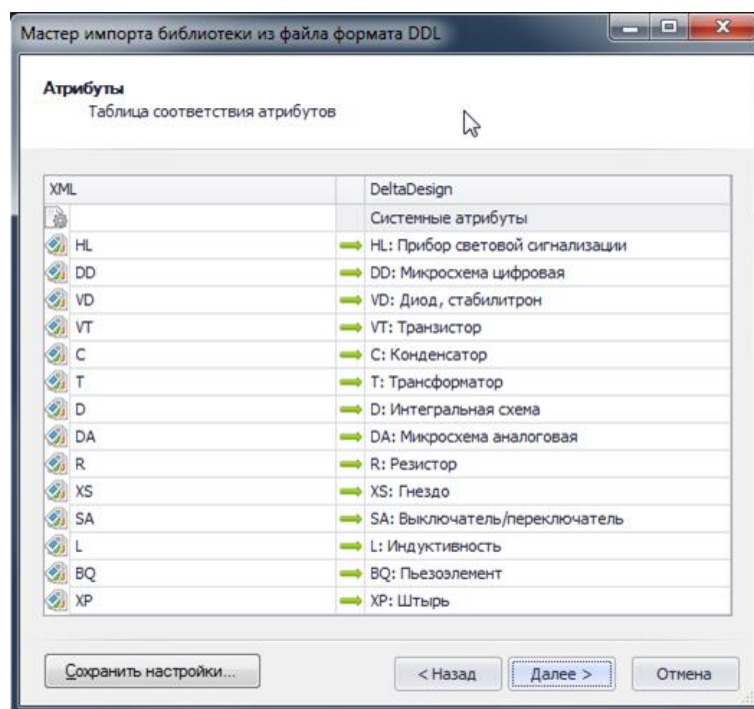 Мастер импорта библиотеки из файла формата DDL
Атрибуты
Таблица соответствия атрибутов
XML DeltaDesign
Системные атрибуты
HL HL: Прибор световой сигнализации
DD DD: Микросхема цифровая
VD VD: Диод, стабилитрон
VT VT: Транзистор
C C: Конденсатор
T T: Трансформатор
D D: Интегральная схема
DA DA: Микросхема аналоговая
R R: Резистор
XS XS: Гнездо
SA SA: Выключатель/переключатель
L L: Индуктивность
BQ BQ: Пьезоэлемент
XP XP: Штырь
Сохранить настройки... < Назад Далее > Отмена